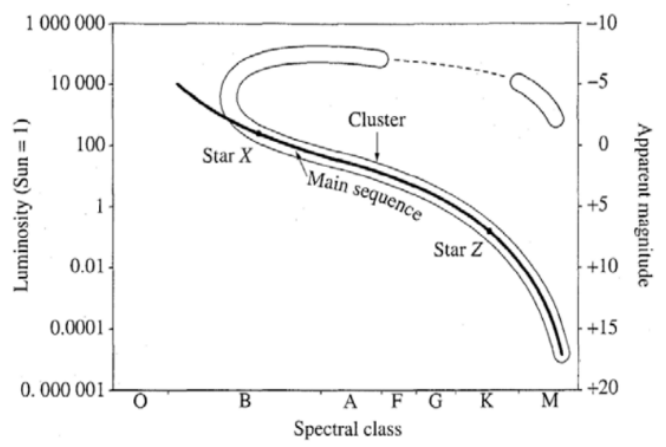 1 000 000
10 000
100
1
0.01
0.0001
0.000 001
Luminosity (Sun = 1)
−10
−5
0
+5
+10
+15
+20
Apparent magnitude
Cluster
Star X
Main sequence
Star Z
O B A F G K M
Spectral class